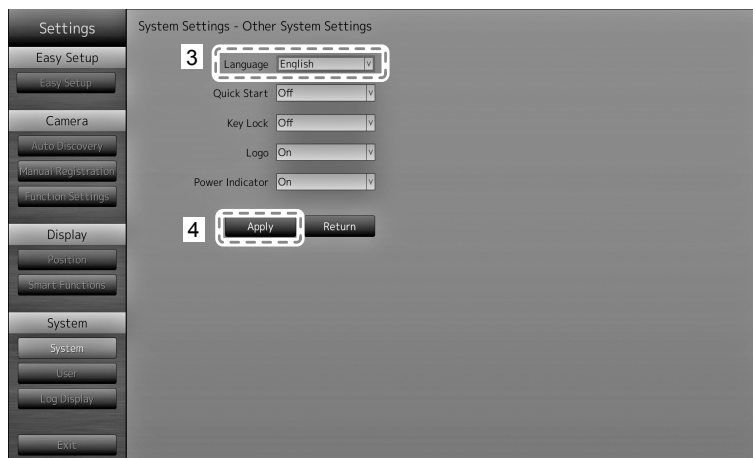 Settings
System Settings - Other System Settings
Easy Setup
Easy Setup
Camera
Auto Discovery
Manual Registration
Function Settings
Display
Position
Smart Functions
System
System
User
Log Display
Exit
3
Language English
Quick Start Off
Key Lock Off
Logo On
Power Indicator On
4
Apply Return